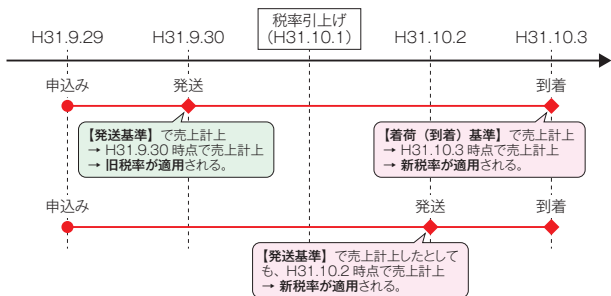 税率引上げ
(H31.10.1)
H31.9.29
H31.9.30
H31.10.2
H31.10.3
申込み
発送
到着
【発送基準】で売上計上
→ H31.9.30 時点で売上計上
→ 旧税率が適用される。
【着荷（到着）基準】で売上計上
→ H31.10.3 時点で売上計上
→ 新税率が適用される。
申込み
発送
到着
【発送基準】で売上計上したとして
も、H31.10.2 時点で売上計上
→ 新税率が適用される。